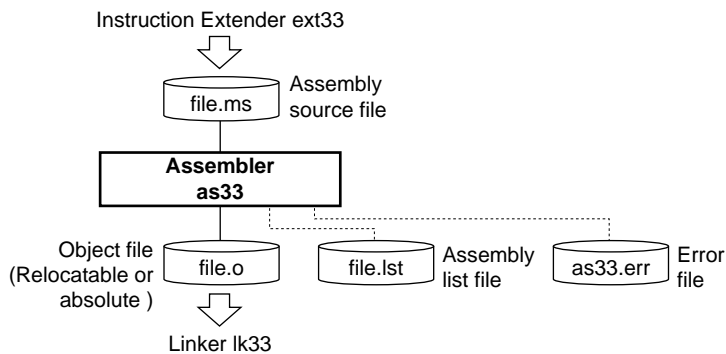 Instruction Extender ext33
file.ms
Assembly
source file
Assembler
as33
Object file
(Relocatable or
absolute )
file.o
file.lst
Assembly
list file
as33.err
Error
file
Linker lk33